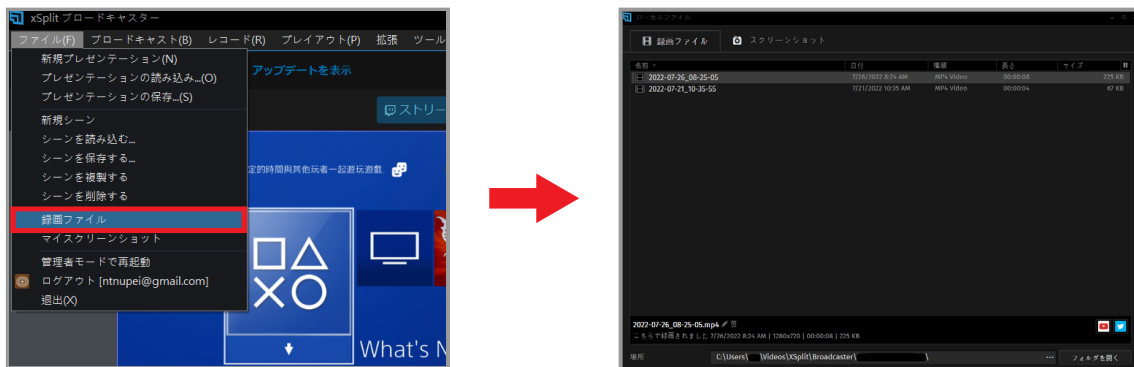 xSplit ブロードキャスター
ファイル(F) ブロードキャスト(B) レコード(R) プレイアウト(P) 拡張 ツール
新規プレゼンテーション(N)
プレゼンテーションの読み込み...(O)
プレゼンテーションの保存...(S)
新規シーン
シーンを読み込む...
シーンを保存する...
シーンを複製する
シーンを削除する
録画ファイル
マイスクリーンショット
管理者モードで再起動
ログアウト [ntnupei@gmail.com]
退出(X)
アップデートを表示
ストリー
定的時間與其他玩者一起遊玩遊戲.
What's N
ローカルファイル
録画ファイル スクリーンショット
名前 日付 種類 長さ サイズ
2022-07-26_08-25-05 7/26/2022 8:24 AM MP4 Video 00:00:08 225 KB
2022-07-21_10-35-55 7/21/2022 10:35 AM MP4 Video 00:00:04 67 KB
2022-07-26_08-25-05.mp4
こちらで録画されました 7/26/2022 8:24 AM | 1280x720 | 00:00:08 | 225 KB
場所 C:\Users\ \Videos\XSplit\Broadcaster\ \ ... フォルダを開く